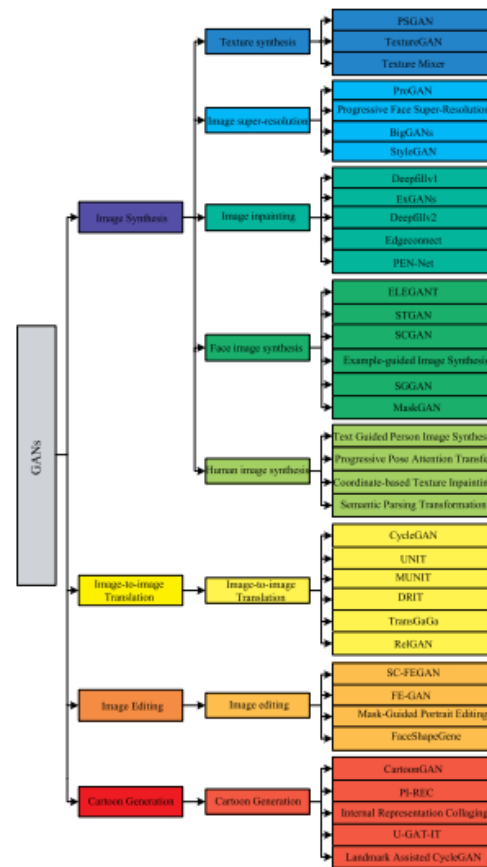 GANs
Image Synthesis
Texture synthesis
PSGAN
TextureGAN
Texture Mixer
Image super-resolution
ProGAN
Progressive Face Super-Resolution
BigGANs
StyleGAN
Image inpainting
Deepfillv1
ExGANs
Deepfillv2
Edgeconnect
PEN-Net
Face image synthesis
ELEGANT
STGAN
SCGAN
Example-guided Image Synthesis
SGGAN
MaskGAN
Human image synthesis
Text Guided Person Image Synthes
Progressive Pose Attention Transfe
Coordinate-based Texture Inpainting
Semantic Parsing Transformation
Image-to-image
Translation
Image-to-image
Translation
CycleGAN
UNIT
MUNIT
DRIT
TransGaGa
RelGAN
Image Editing
Image editing
SC-FEGAN
FE-GAN
Mask-Guided Portrait Editing
FaceShapeGene
Cartoon Generation
Cartoon Generation
CartoonGAN
PI-REC
Internal Representation Collaging
U-GAT-IT
Landmark Assisted CycleGAN